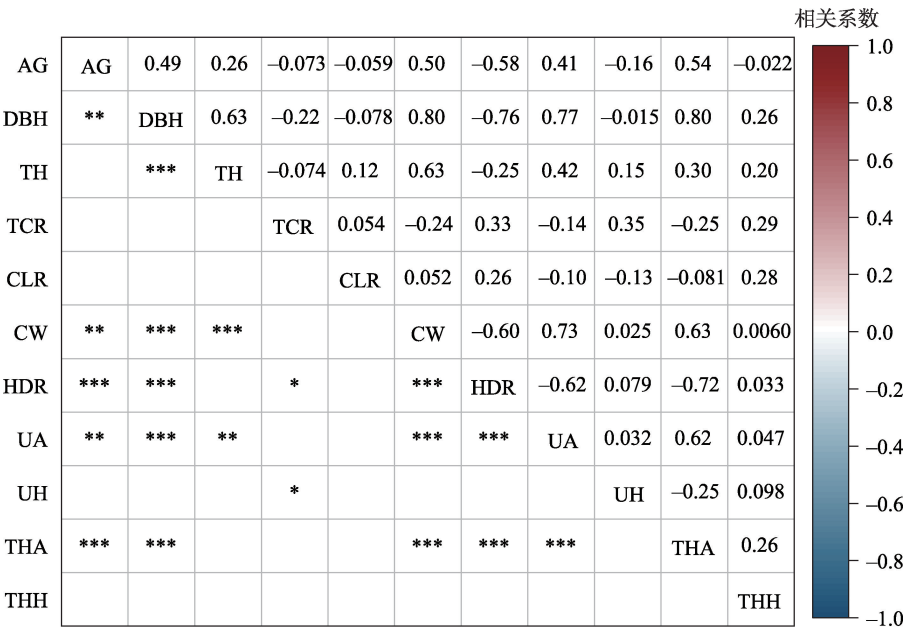 相关系数
AG AG 0.49 0.26 –0.073 –0.059 0.50 –0.58 0.41 –0.16 0.54 –0.022
DBH ** DBH 0.63 –0.22 –0.078 0.80 –0.76 0.77 –0.015 0.80 0.26
TH *** TH –0.074 0.12 0.63 –0.25 0.42 0.15 0.30 0.20
TCR TCR 0.054 –0.24 0.33 –0.14 0.35 –0.25 0.29
CLR CLR 0.052 0.26 –0.10 –0.13 –0.081 0.28
CW ** *** *** CW –0.60 0.73 0.025 0.63 0.0060
HDR *** *** * *** HDR –0.62 0.079 –0.72 0.033
UA ** *** ** *** *** UA 0.032 0.62 0.047
UH * UH –0.25 0.098
THA *** *** *** *** *** THA 0.26
THH THH
1.0
0.8
0.6
0.4
0.2
0.0
–0.2
–0.4
–0.6
–0.8
–1.0